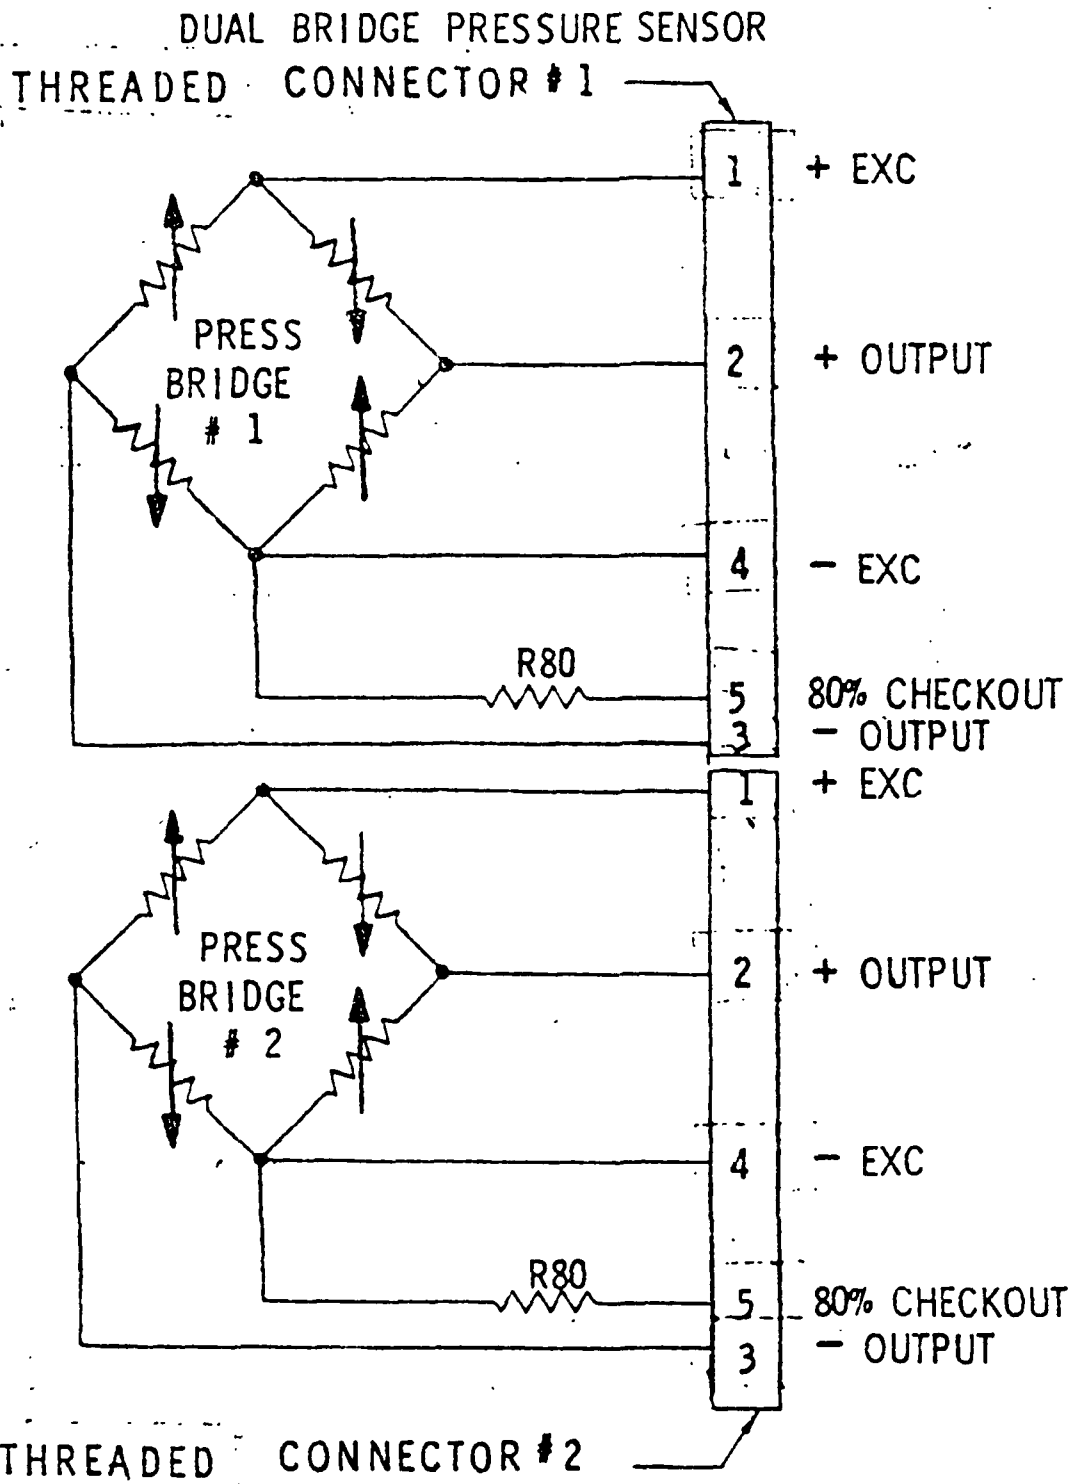 DUAL BRIDGE PRESSURE SENSOR
THREADED CONNECTOR #1
1 + EXC
PRESS
BRIDGE
# 1
2 + OUTPUT
4 - EXC
R80
5 80% CHECKOUT
3 - OUTPUT
1 + EXC
PRESS
BRIDGE
# 2
2 + OUTPUT
4 - EXC
R80
5 80% CHECKOUT
3 - OUTPUT
THREADED CONNECTOR #2